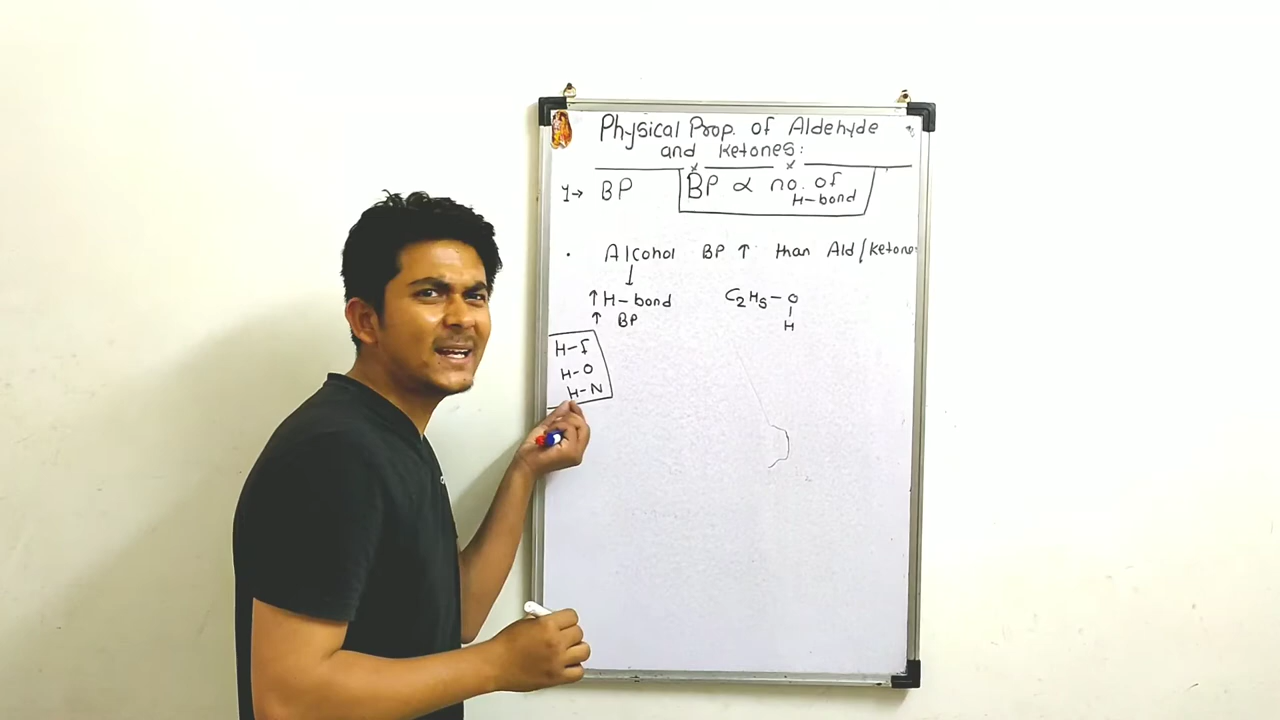 Physical Prop. of Aldehyde
and ketones:
1→ BP BP ∝ no. of
H-bond
• Alcohol BP ↑ than Ald/ketone
↓
↑ H-bond C2H5-O
↑ BP H
H-F
H-O
H-N